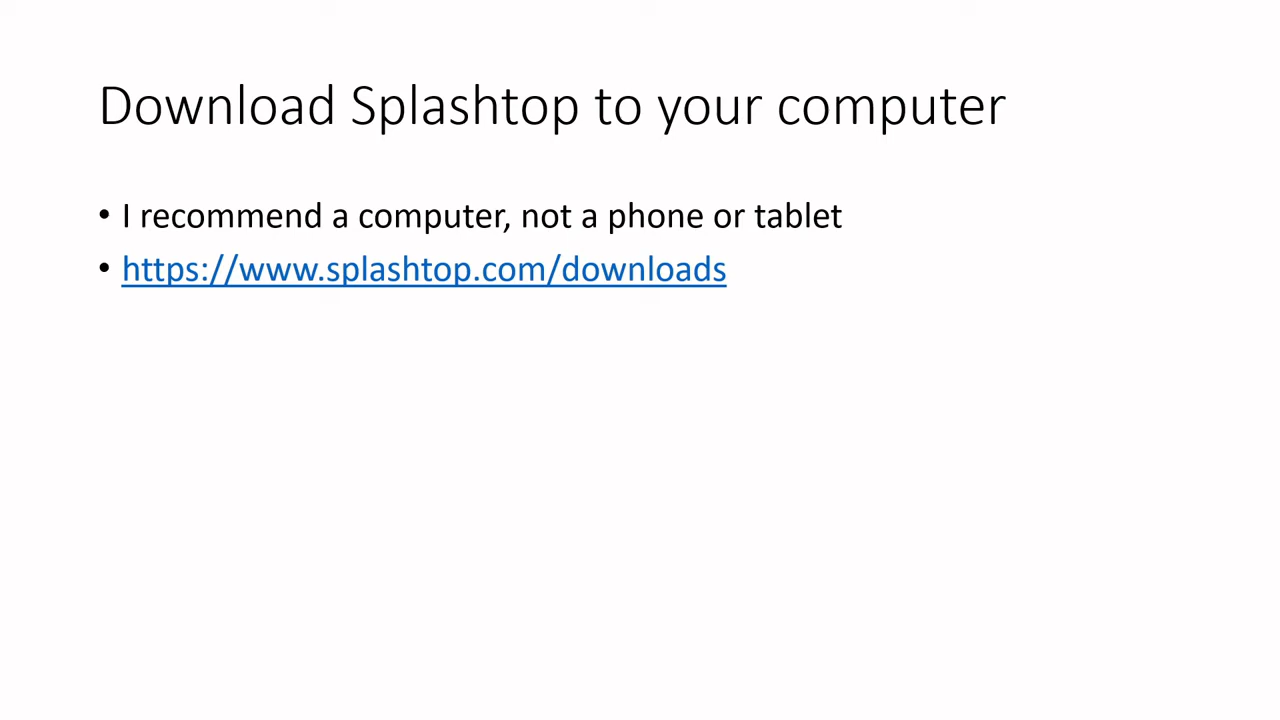 Download Splashtop to your computer
• I recommend a computer, not a phone or tablet
• https://www.splashtop.com/downloads